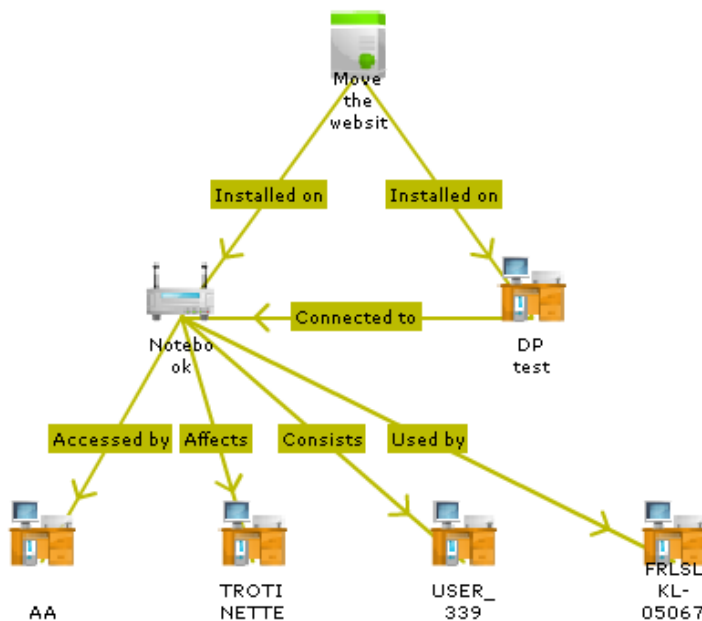 Move
the
websit
Installed on
Installed on
Connected to
Notebo
ok
DP
test
Accessed by
Affects
Consists
Used by
AA
TROTI
NETTE
USER_
339
FRLSL
KL-
05067